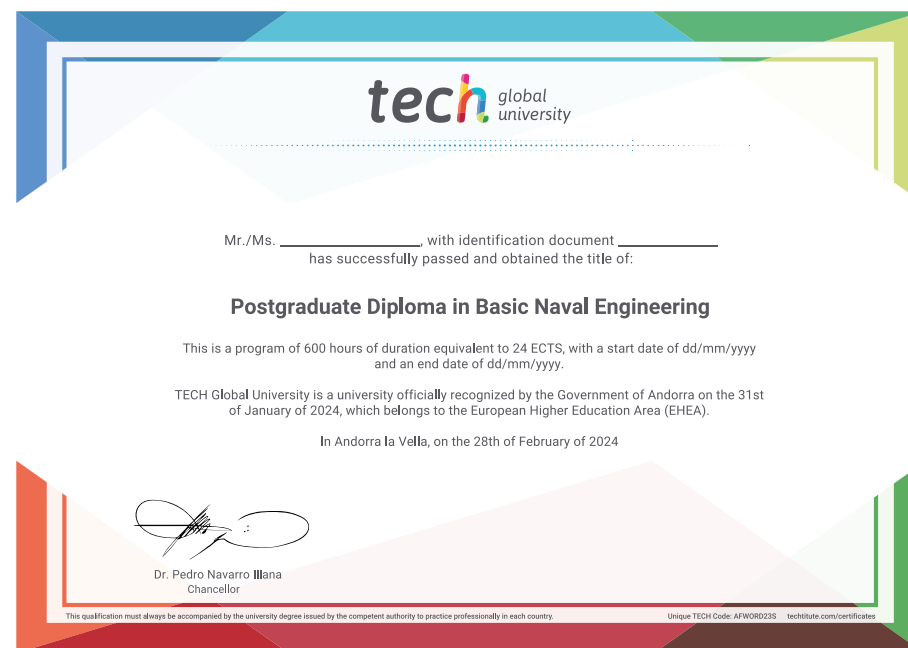 tech global university
Mr./Ms. ____________________, with identification document ______________
has successfully passed and obtained the title of:
Postgraduate Diploma in Basic Naval Engineering
This is a program of 600 hours of duration equivalent to 24 ECTS, with a start date of dd/mm/yyyy
and an end date of dd/mm/yyyy.
TECH Global University is a university officially recognized by the Government of Andorra on the 31st
of January of 2024, which belongs to the European Higher Education Area (EHEA).
In Andorra la Vella, on the 28th of February of 2024
Dr. Pedro Navarro Illana
Chancellor
This qualification must always be accompanied by the university degree issued by the competent authority to practice professionally in each country. Unique TECH Code: AFWORD23S techtitute.com/certificates